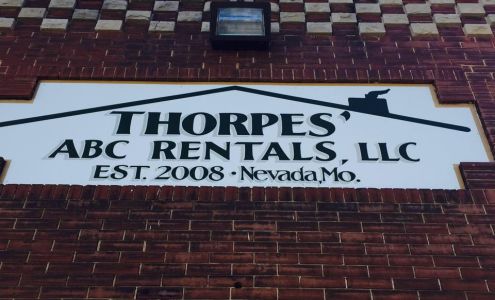 THORPES'
ABC RENTALS, LLC
EST. 2008 • Nevada, Mo.